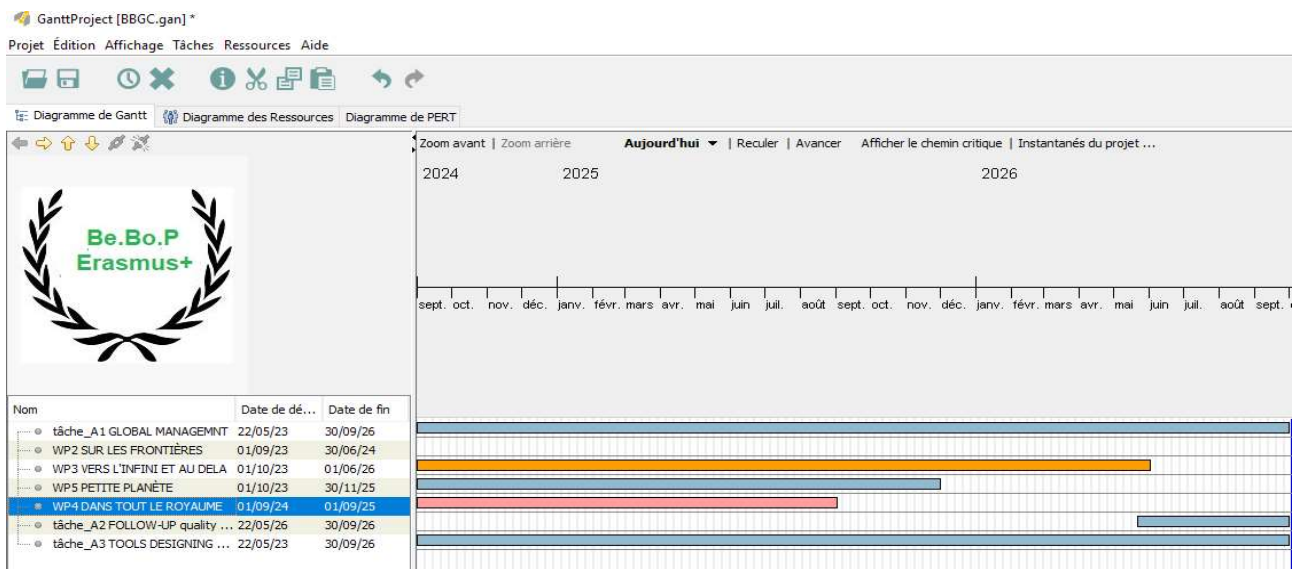 GanttProject [BBGC.gan] *
Projet Édition Affichage Tâches Ressources Aide
Diagramme de Gantt Diagramme des Ressources Diagramme de PERT
Zoom avant | Zoom arrière Aujourd'hui | Reculer | Avancer Afficher le chemin critique | Instantanés du projet ...
2024 2025 2026
Be.Bo.P
Erasmus+
sept. oct. nov. déc. janv. févr. mars avr. mai juin juil. août sept. oct. nov. déc. janv. févr. mars avr. mai juin juil. août sept.
Nom Date de dé... Date de fin
tâche_A1 GLOBAL MANAGEMNT 22/05/23 30/09/26
WP2 SUR LES FRONTIÈRES 01/09/23 30/06/24
WP3 VERS L'INFINI ET AU DELA 01/10/23 01/06/26
WP5 PETITE PLANÈTE 01/10/23 30/11/25
WP4 DANS TOUT LE ROYAUME 01/09/24 01/09/25
tâche_A2 FOLLOW-UP quality ... 22/05/26 30/09/26
tâche_A3 TOOLS DESIGNING ... 22/05/23 30/09/26